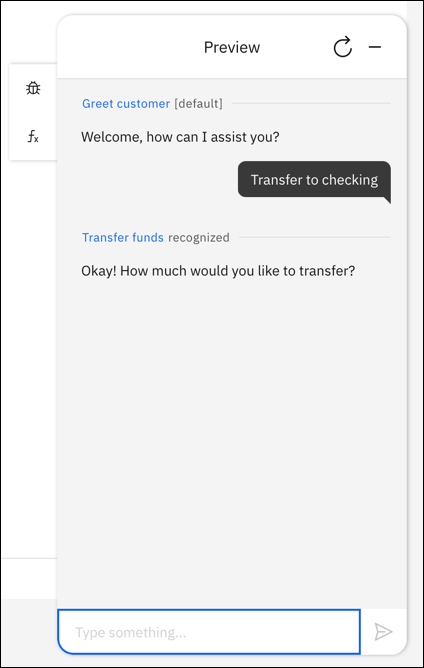 Preview
Greet customer [default]
Welcome, how can I assist you?
Transfer to checking
fx
Transfer funds recognized
Okay! How much would you like to transfer?
Type something...